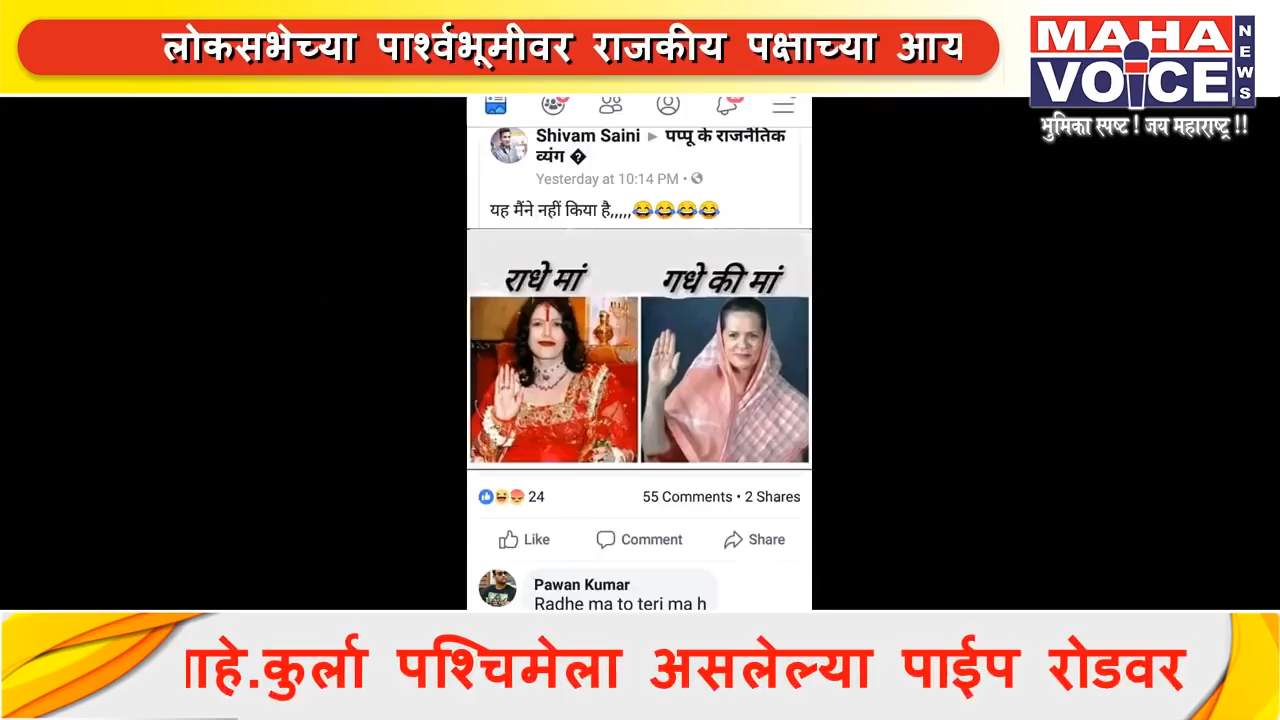 लोकसभेच्या पार्श्वभूमीवर राजकीय पक्षाच्या आय
MAHA
VOICE
NEWS
भुमिका स्पष्ट ! जय महाराष्ट्र !!
Shivam Saini ▸ पप्पू के राजनैतिक
व्यंग �
Yesterday at 10:14 PM •
यह मैंने नहीं किया है,,,,,😂😂😂😂
राधे मां
गधे की मां
24
55 Comments • 2 Shares
Like
Comment
Share
Pawan Kumar
Radhe ma to teri ma h
ाहे.कुर्ला पश्चिमेला असलेल्या पाईप रोडवर